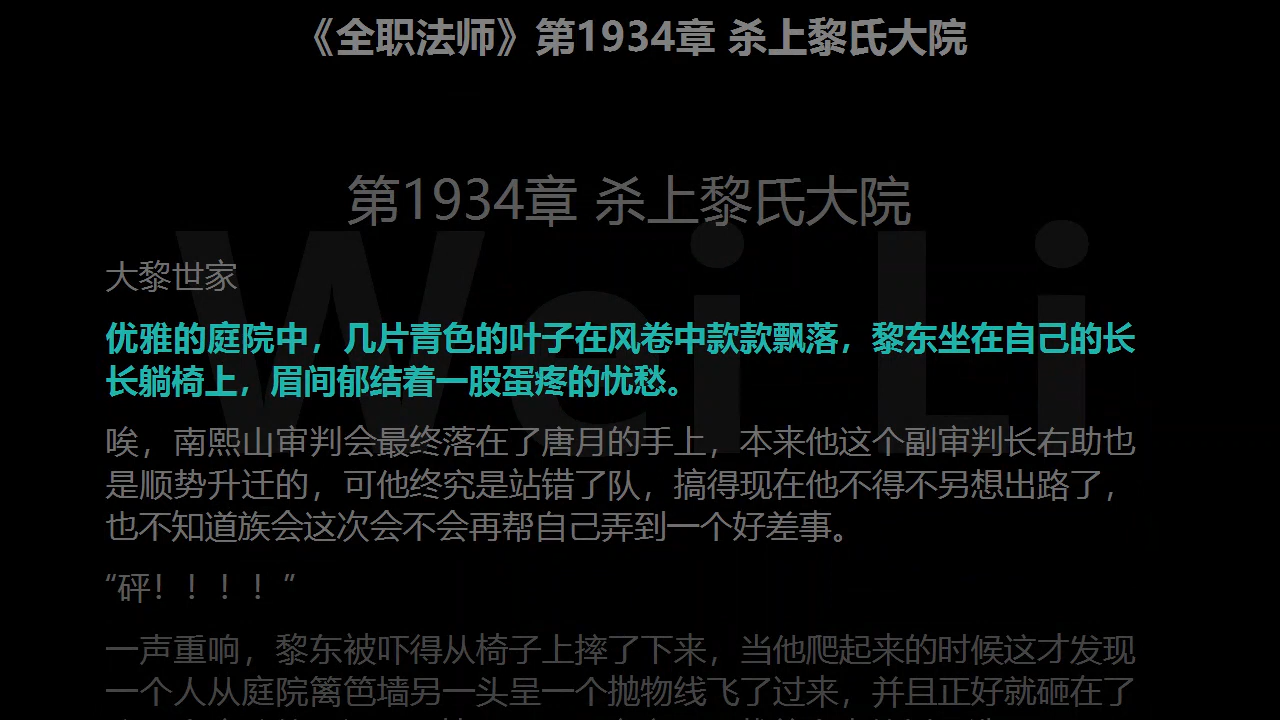 《全职法师》第1934章 杀上黎氏大院
第1934章 杀上黎氏大院
Wei Li
大黎世家
优雅的庭院中，几片青色的叶子在风卷中款款飘落，黎东坐在自己的长
长躺椅上，眉间郁结着一股蛋疼的忧愁。
唉，南熙山审判会最终落在了唐月的手上，本来他这个副审判长右助也
是顺势升迁的，可他终究是站错了队，搞得现在他不得不另想出路了，
也不知道族会这次会不会再帮自己弄到一个好差事。
“砰！！！！”
一声重响，黎东被吓得从椅子上摔了下来，当他爬起来的时候这才发现
一个人从庭院篱笆墙另一头呈一个抛物线飞了过来，并且正好就砸在了